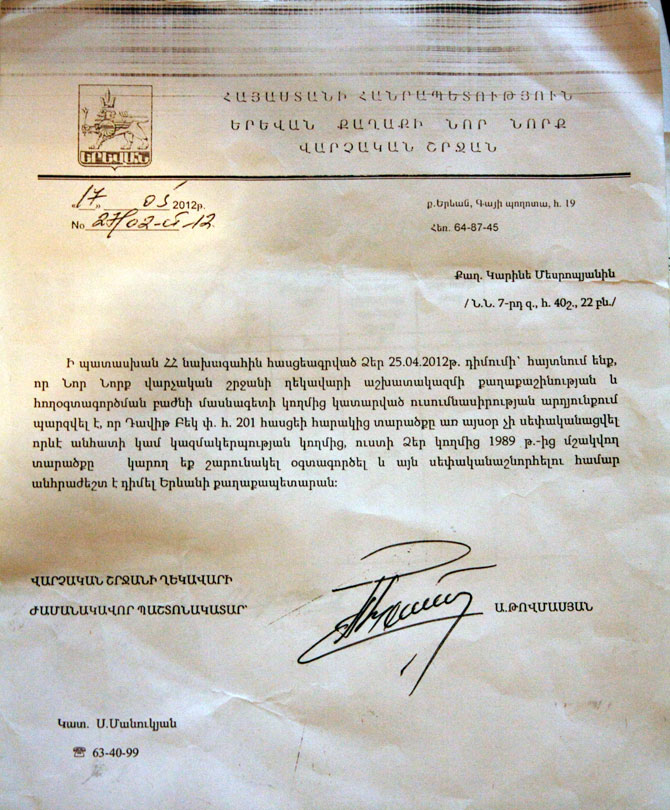 ՀԱՅԱՍՏԱՆԻ ՀԱՆՐԱՊԵՏՈՒԹՅՈՒՆ
ԵՐԵՎԱՆ ՔԱՂԱՔԻ ՆՈՐ ՆՈՐՔ
ՎԱՐՉԱԿԱՆ ՇՐՋԱՆ
ԵՐԵՎԱՆ
«17» 05 2012թ.
No
ք.Երևան, Գայի պողոտա, հ. 19
Հեռ. 64-87-45
Քաղ. Կարինե Մեսրոպյանին
/ Ն.Ն. 7-րդ զ., հ. 40շ., 22 բն./
Ի պատասխան ՀՀ նախագահին հասցեագրված Ձեր 25.04.2012թ. դիմումի` հայտնում ենք,
որ Նոր Նորք վարչական շրջանի ղեկավարի աշխատակազմի քաղաքաշինության և
հողօգտագործման բաժնի մասնագետի կողմից կատարված ուսումնասիրության արդյունքում
պարզվել է, որ Դավիթ Բեկ փ. հ. 201 հասցեի հարակից տարածքը առ այսօր չի սեփականացվել
որևէ անհատի կամ կազմակերպության կողմից, ուստի Ձեր կողմից 1989 թ.-ից մշակվող
տարածքը կարող եք շարունակել օգտագործել և այն սեփականաշնորհելու համար
անհրաժեշտ է դիմել Երևանի քաղաքապետարան:
ՎԱՐՉԱԿԱՆ ՇՐՋԱՆԻ ՂԵԿԱՎԱՐԻ
ԺԱՄԱՆԱԿԱՎՈՐ ՊԱՇՏՈՆԱԿԱՏԱՐ`
Ա.ԹՈՎՄԱՍՅԱՆ
Կատ. Ս.Մանուկյան
☏ 63-40-99